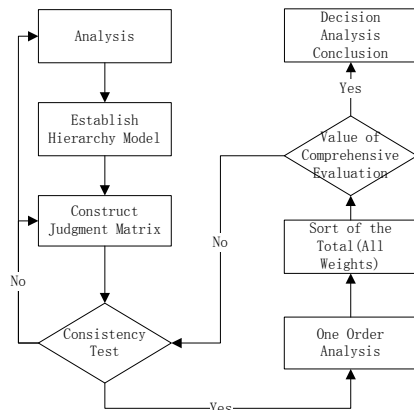 Analysis
Establish
Hierarchy Model
Construct
Judgment Matrix
No
Consistency
Test
Yes
One Order
Analysis
Sort of the
Total(All
Weights)
Value of
Comprehensive
Evaluation
No
Yes
Decision
Analysis
Conclusion